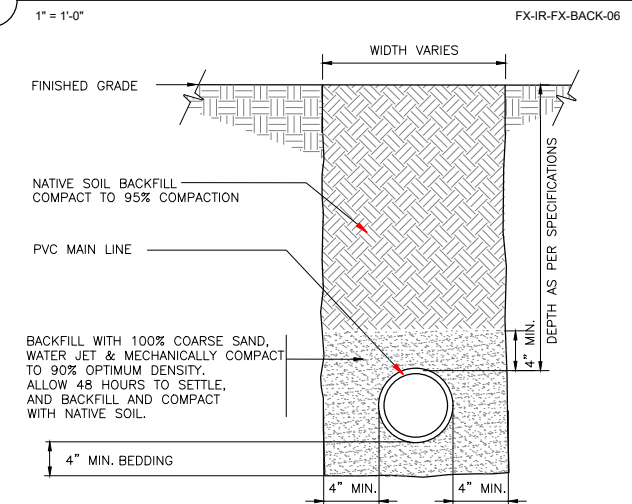 1" = 1'-0"
FX-IR-FX-BACK-06
WIDTH VARIES
FINISHED GRADE
NATIVE SOIL BACKFILL
COMPACT TO 95% COMPACTION
DEPTH AS PER SPECIFICATIONS
PVC MAIN LINE
4" MIN.
BACKFILL WITH 100% COARSE SAND,
WATER JET & MECHANICALLY COMPACT
TO 90% OPTIMUM DENSITY.
ALLOW 48 HOURS TO SETTLE,
AND BACKFILL AND COMPACT
WITH NATIVE SOIL.
4" MIN. BEDDING
4" MIN.
4" MIN.